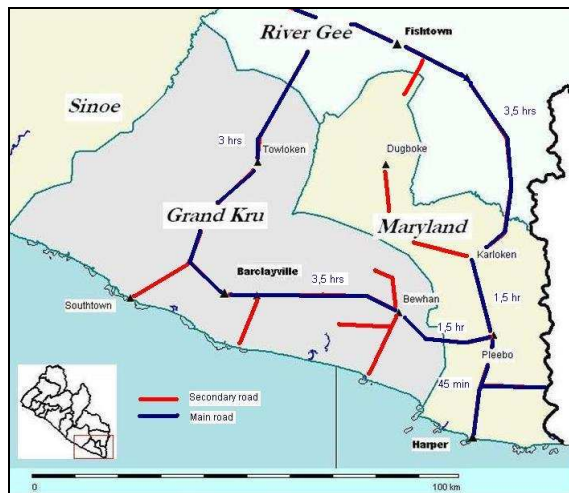 River Gee
Fishtown
Sinoe
3,5 hrs
3 hrs
Towloken
Dugboke
Grand Kru
Maryland
Karloken
Barclayville
3,5 hrs
1,5 hr
Southtown
Bewhan
1,5 hr
Pleebo
45 min
Secondary road
Main road
Harper
0
100 km